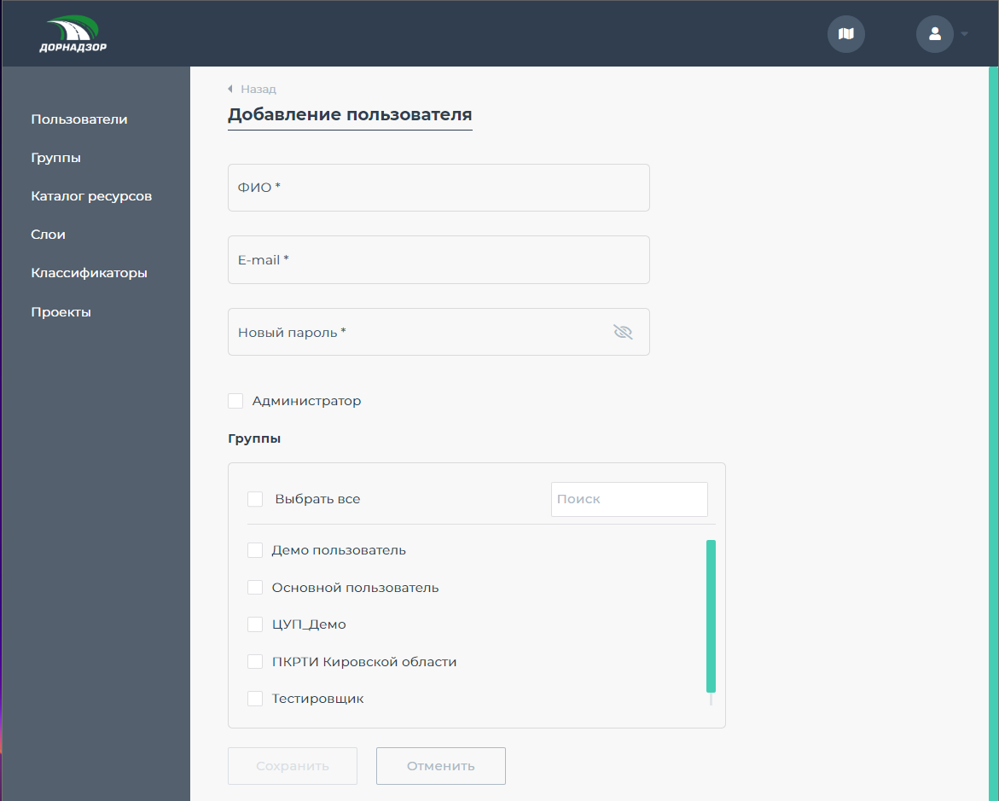 ДОРНАДЗОР
Пользователи
Группы
Каталог ресурсов
Слои
Классификаторы
Проекты
Назад
Добавление пользователя
ФИО *
E-mail *
Новый пароль *
Администратор
Группы
Выбрать все
Поиск
Демо пользователь
Основной пользователь
ЦУП_Демо
ПКРТИ Кировской области
Тестировщик
Сохранить
Отменить